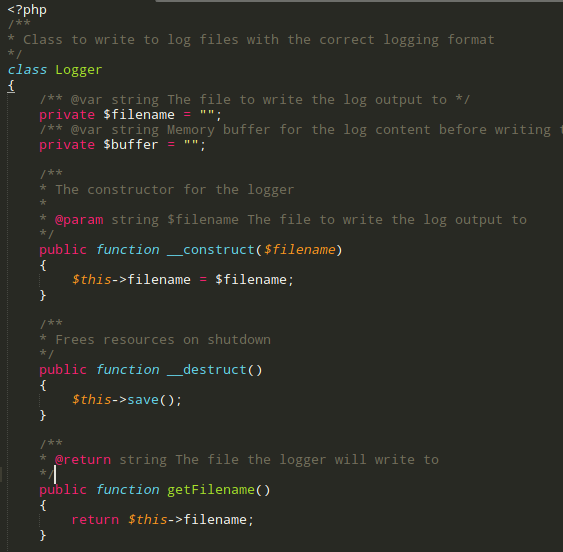 <?php
/**
* Class to write to log files with the correct logging format
*/
class Logger
{
    /** @var string The file to write the log output to */
    private $filename = "";
    /** @var string Memory buffer for the log content before writing
    private $buffer = "";

    /**
    * The constructor for the logger
    *
    * @param string $filename The file to write the log output to
    */
    public function __construct($filename)
    {
        $this->filename = $filename;
    }

    /**
    * Frees resources on shutdown
    */
    public function __destruct()
    {
        $this->save();
    }

    /**
    * @return string The file the logger will write to
    */
    public function getFilename()
    {
        return $this->filename;
    }